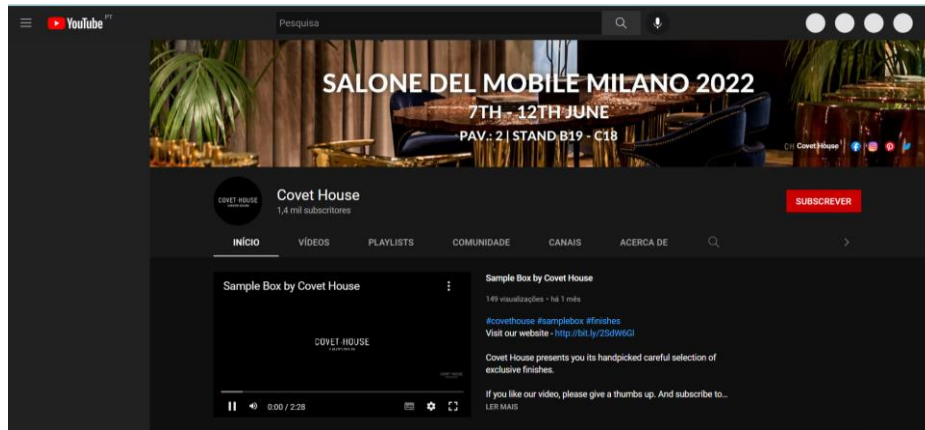 YouTube PT
Pesquisa
SALONE DEL MOBILE MILANO 2022
7TH - 12TH JUNE
PAV.: 2 | STAND B19 - C18
CH Covet House
COVET HOUSE
Covet House
1,4 mil subscritores
SUBSCREVER
INÍCIO VÍDEOS PLAYLISTS COMUNIDADE CANAIS ACERCA DE
Sample Box by Covet House
COVET HOUSE
COVET HOUSE
0:00 / 2:28
Sample Box by Covet House
149 visualizações • há 1 mês
#covethouse #samplebox #finishes
Visit our website - http://bit.ly/2SdW6Gl
Covet House presents you its handpicked careful selection of
exclusive finishes.
If you like our video, please give a thumbs up. And subscribe to...
LER MAIS